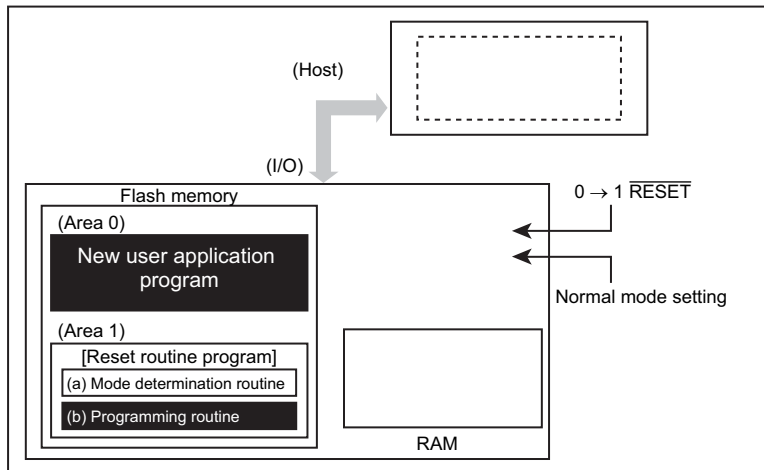 (Host)
(I/O)
Flash memory
0 → 1 RESET
(Area 0)
New user application
program
Normal mode setting
(Area 1)
[Reset routine program]
(a) Mode determination routine
(b) Programming routine
RAM